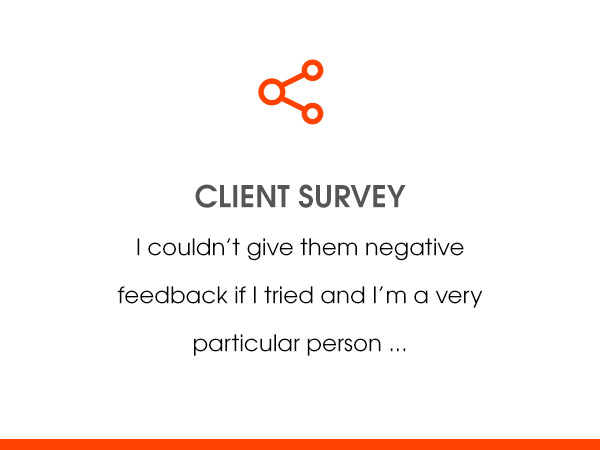 CLIENT SURVEY
I couldn’t give them negative
feedback if I tried and I’m a very
particular person ...